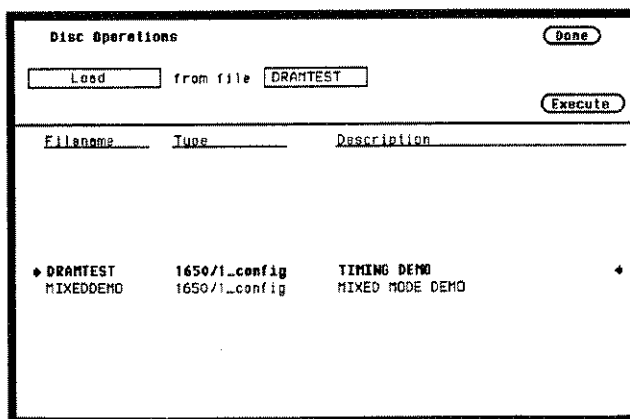 Disc Operations Done
Load from file DRAMTEST
Execute
Filename Type Description
DRAMTEST 1650/1_config TIMING DEMO
MIXEDDEMO 1650/1_config MIXED MODE DEMO